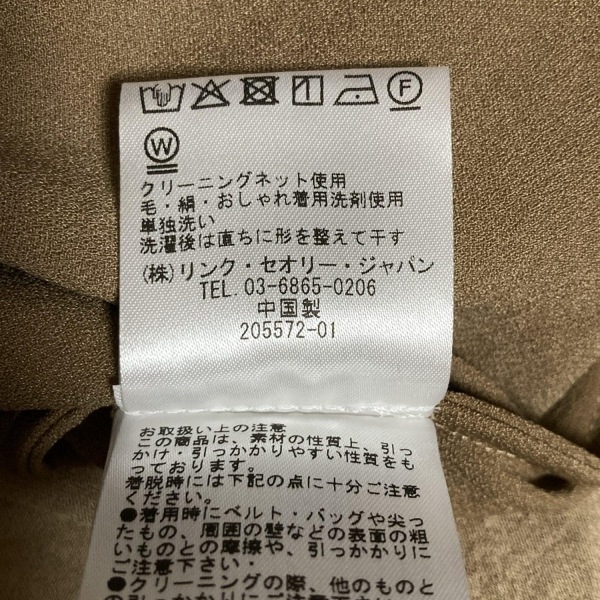 F
W
クリーニングネット使用
毛・絹・おしゃれ着用洗剤使用
単独洗い
洗濯後は直ちに形を整えて干す
(株)リンク・セオリー・ジャパン
TEL. 03-6865-0206
中国製
205572-01
お取扱い上の注意
この商品は、素材の性質上、引っ
かけ・引っかかりやすい性質をも
っております。
着脱時には下記の点に十分ご注意
ください。
●着用時にベルト・バッグや尖っ
たもの、周囲の壁などの表面の粗
いものとの摩擦や、引っかかりに
ご注意下さい。
●クリーニングの際、他のものと